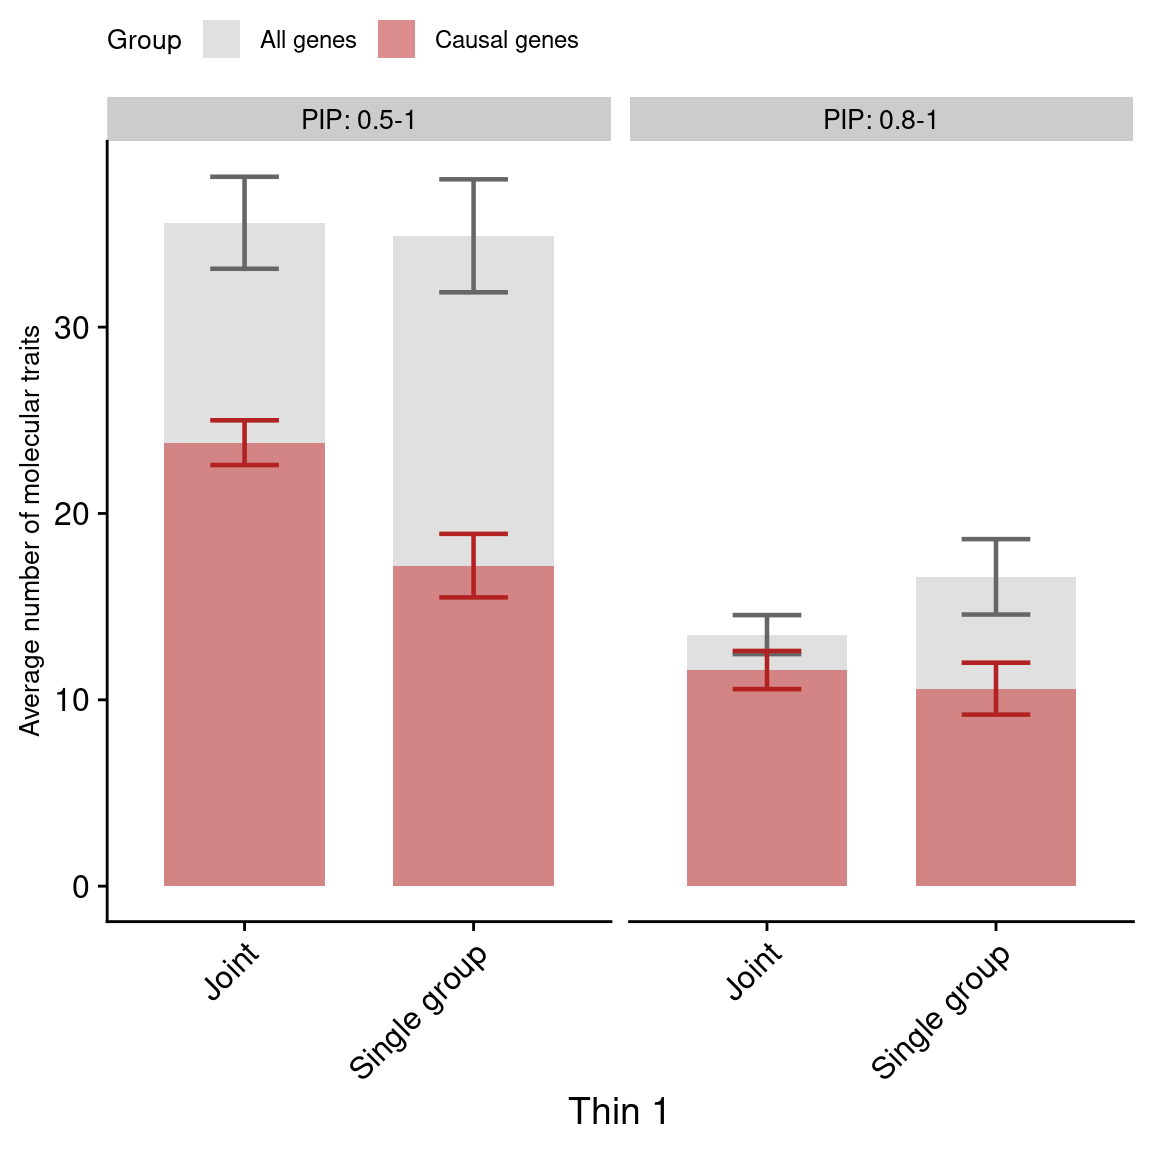 Group All genes Causal genes
PIP: 0.5-1 PIP: 0.8-1
Average number of molecular traits
30
20
10
0
Joint Single group Joint Single group
Thin 1